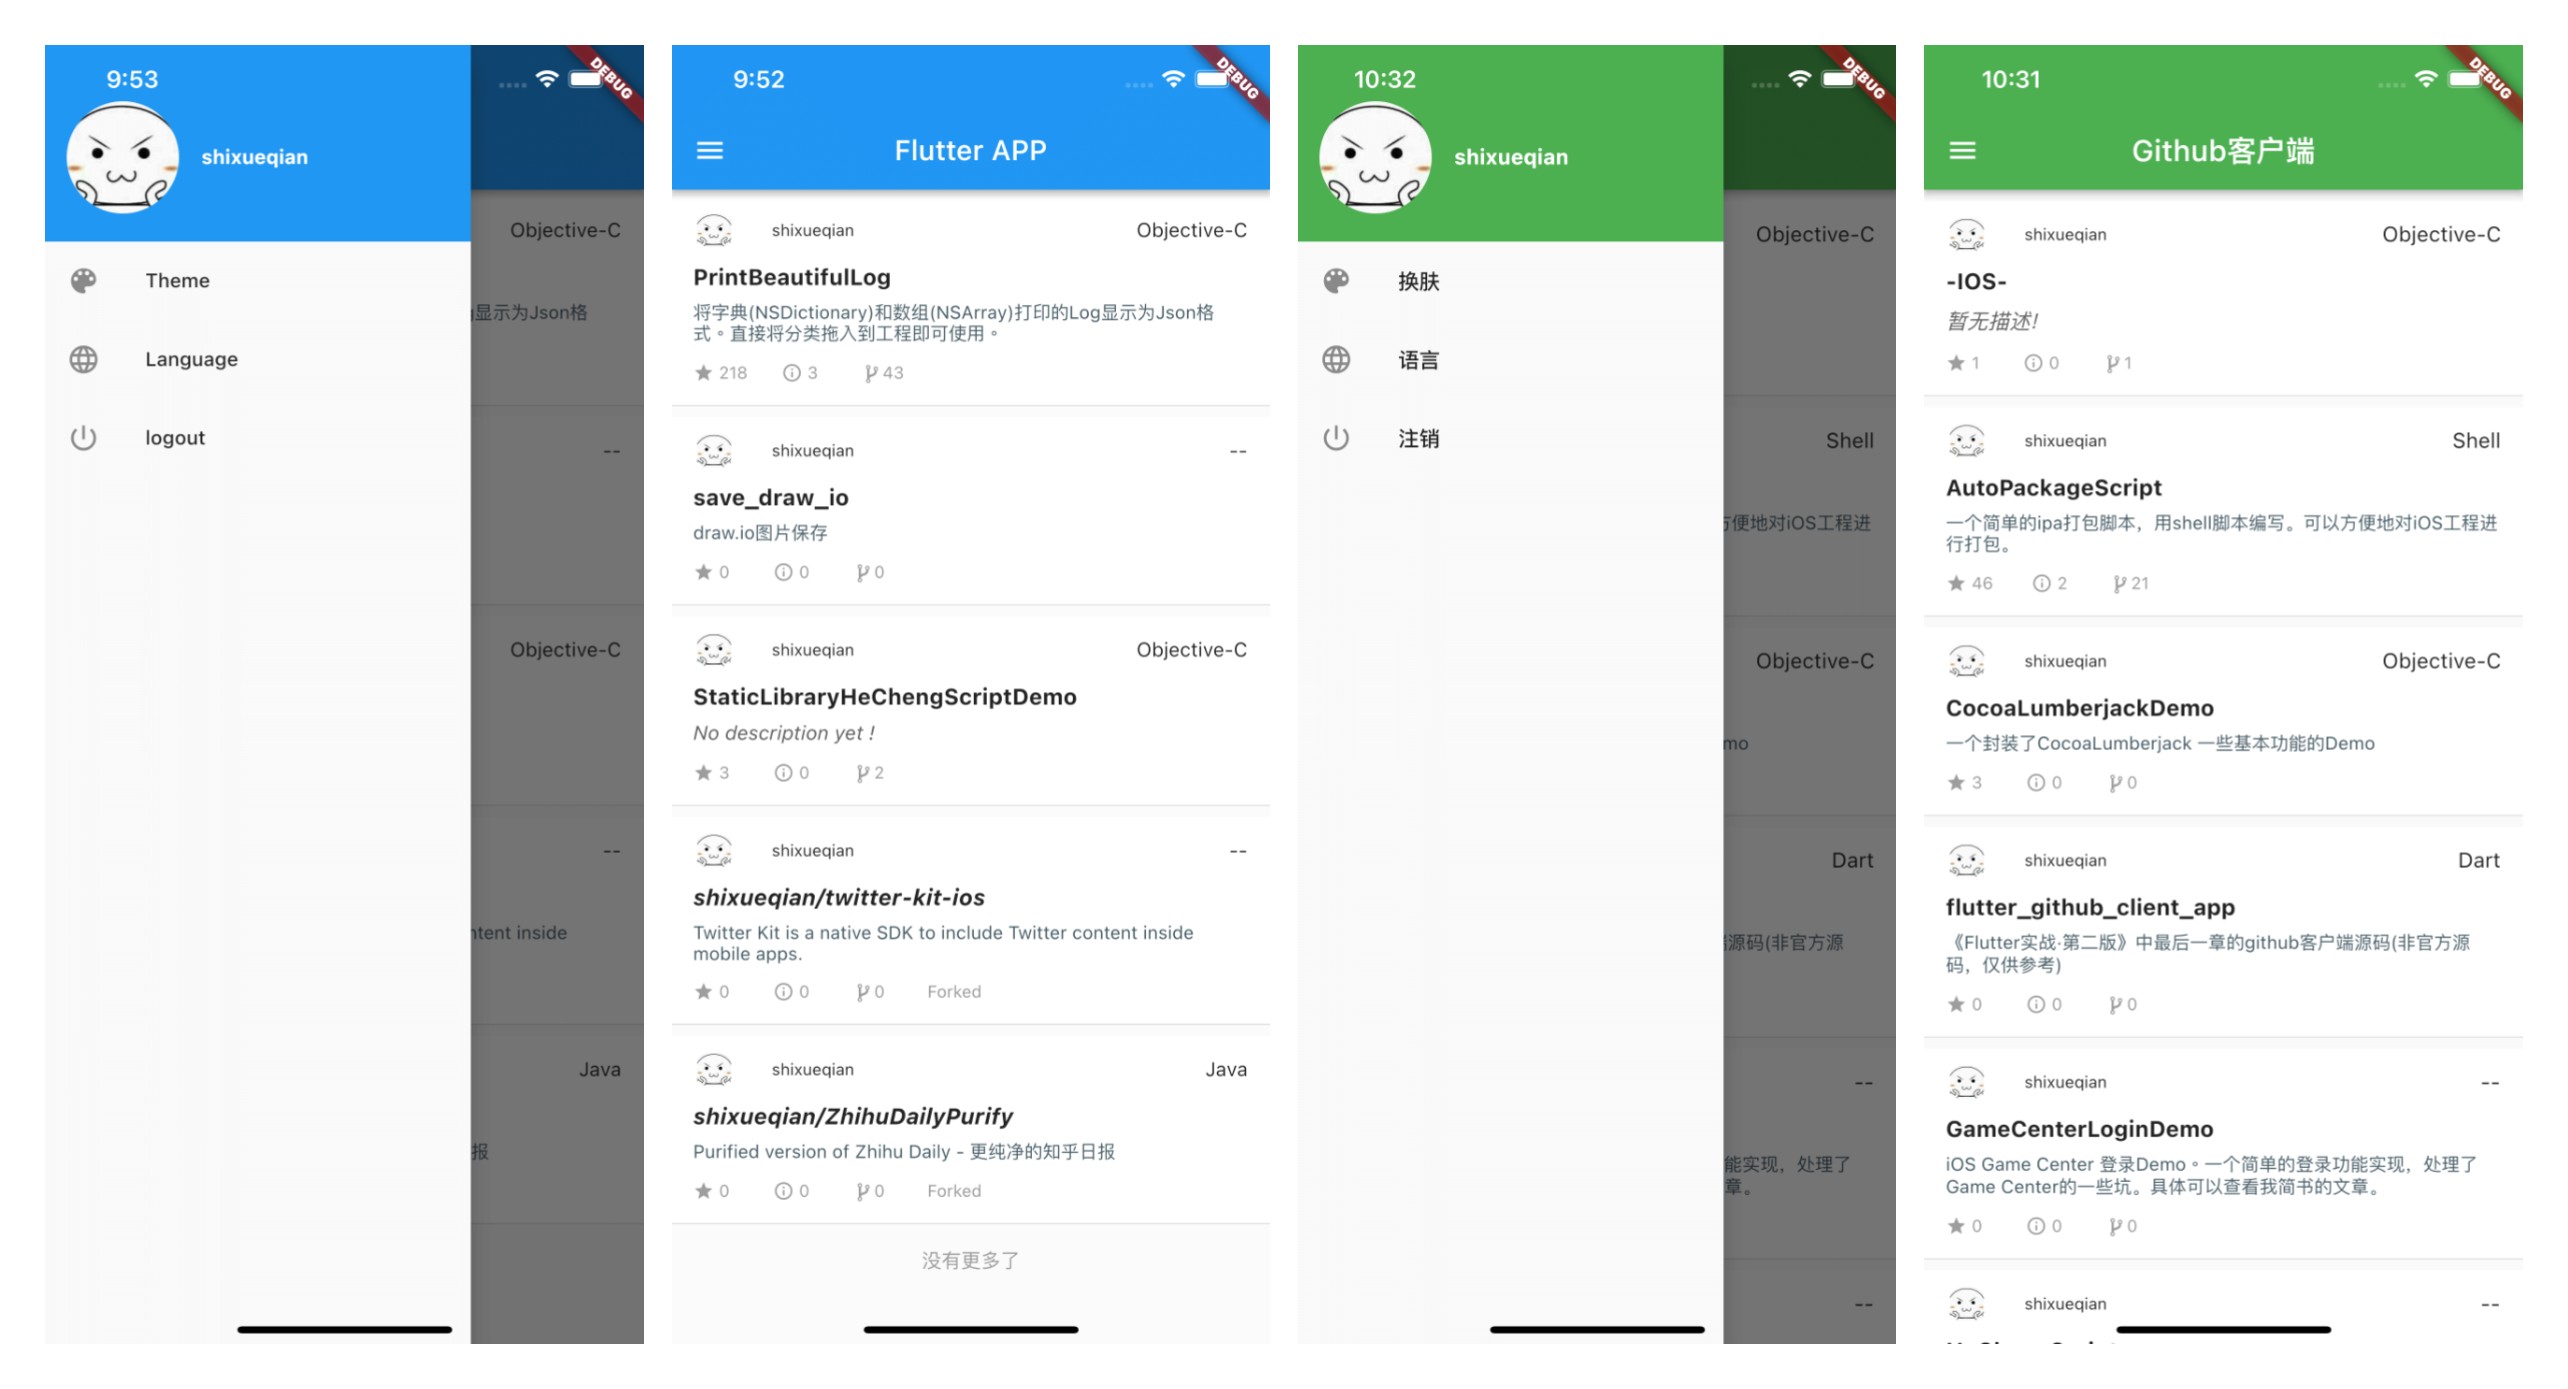 9:53
DEBUG
shixueqian
Theme
Language
logout
Objective-C
显示为Json格
--
Objective-C
--
ntent inside
Java
报
9:52
DEBUG
Flutter APP
shixueqian
Objective-C
PrintBeautifulLog
将字典(NSDictionary)和数组(NSArray)打印的Log显示为Json格
式。直接将分类拖入到工程即可使用。
218 3 43
shixueqian
--
save_draw_io
draw.io图片保存
0 0 0
shixueqian
Objective-C
StaticLibraryHeChengScriptDemo
No description yet !
3 0 2
shixueqian
--
shixueqian/twitter-kit-ios
Twitter Kit is a native SDK to include Twitter content inside
mobile apps.
0 0 0 Forked
shixueqian
Java
shixueqian/ZhihuDailyPurify
Purified version of Zhihu Daily - 更纯净的知乎日报
0 0 0 Forked
没有更多了
10:32
DEBUG
shixueqian
换肤
语言
注销
Objective-C
Shell
方便地对iOS工程进
Objective-C
mo
Dart
源码(非官方源
--
能实现，处理了
章。
--
10:31
DEBUG
Github客户端
shixueqian
Objective-C
-IOS-
暂无描述!
1 0 1
shixueqian
Shell
AutoPackageScript
一个简单的ipa打包脚本，用shell脚本编写。可以方便地对iOS工程进
行打包。
46 2 21
shixueqian
Objective-C
CocoaLumberjackDemo
一个封装了CocoaLumberjack 一些基本功能的Demo
3 0 0
shixueqian
Dart
flutter_github_client_app
《Flutter实战·第二版》中最后一章的github客户端源码(非官方源
码，仅供参考)
0 0 0
shixueqian
--
GameCenterLoginDemo
iOS Game Center 登录Demo。一个简单的登录功能实现，处理了
Game Center的一些坑。具体可以查看我简书的文章。
0 0 0
shixueqian
--